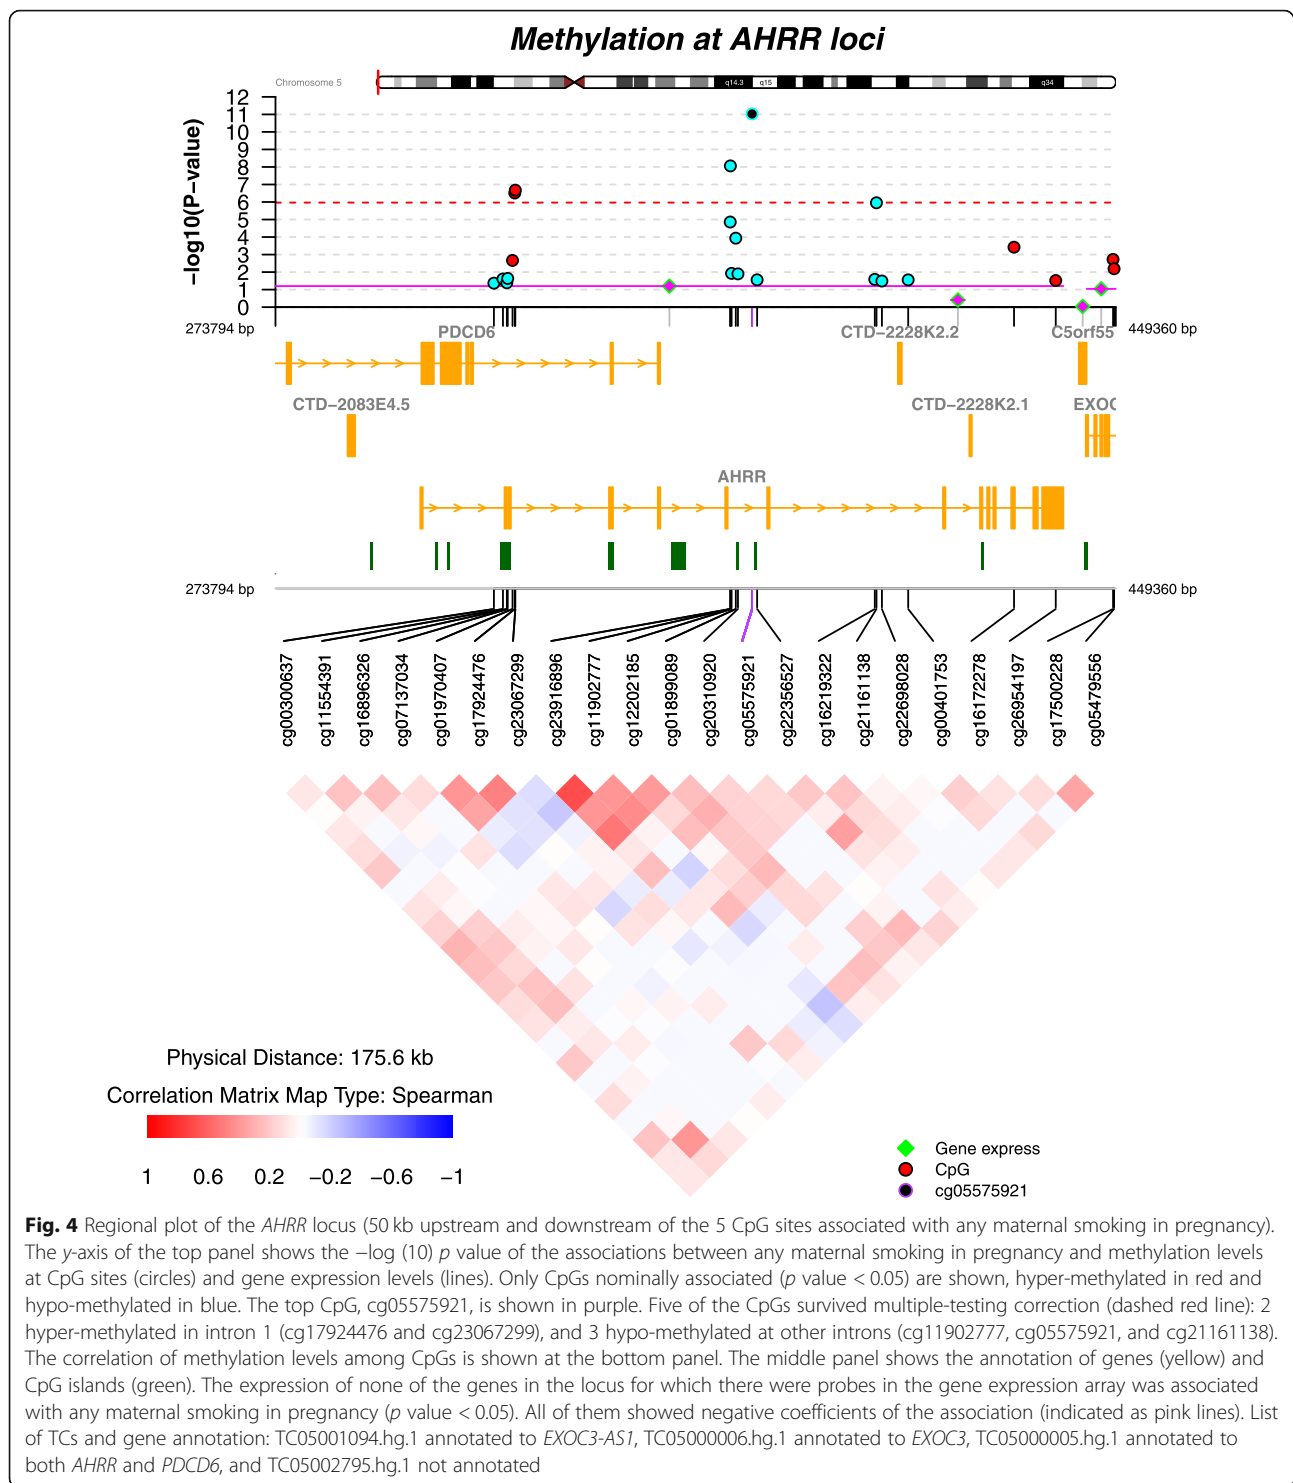 Methylation at AHRR loci
Chromosome 5
q14.3
q15
q34
−log10(P−value)
12
11
10
9
8
7
6
5
4
3
2
1
0
273794 bp
449360 bp
PDCD6
CTD−2228K2.2
C5orf55
CTD−2083E4.5
CTD−2228K2.1
EXOC
AHRR
273794 bp
449360 bp
cg00300637
cg11554391
cg16896326
cg07137034
cg01970407
cg17924476
cg23067299
cg23916896
cg11902777
cg12202185
cg01899089
cg20310920
cg05575921
cg22356527
cg16219322
cg21161138
cg22698028
cg00401753
cg16172278
cg26954197
cg17500228
cg05479556
Physical Distance: 175.6 kb
Correlation Matrix Map Type: Spearman
1 0.6 0.2 −0.2 −0.6 −1
Gene express
CpG
cg05575921
Fig. 4 Regional plot of the AHRR locus (50 kb upstream and downstream of the 5 CpG sites associated with any maternal smoking in pregnancy).
The y-axis of the top panel shows the −log (10) p value of the associations between any maternal smoking in pregnancy and methylation levels
at CpG sites (circles) and gene expression levels (lines). Only CpGs nominally associated (p value < 0.05) are shown, hyper-methylated in red and
hypo-methylated in blue. The top CpG, cg05575921, is shown in purple. Five of the CpGs survived multiple-testing correction (dashed red line): 2
hyper-methylated in intron 1 (cg17924476 and cg23067299), and 3 hypo-methylated at other introns (cg11902777, cg05575921, and cg21161138).
The correlation of methylation levels among CpGs is shown at the bottom panel. The middle panel shows the annotation of genes (yellow) and
CpG islands (green). The expression of none of the genes in the locus for which there were probes in the gene expression array was associated
with any maternal smoking in pregnancy (p value < 0.05). All of them showed negative coefficients of the association (indicated as pink lines). List
of TCs and gene annotation: TC05001094.hg.1 annotated to EXOC3-AS1, TC05000006.hg.1 annotated to EXOC3, TC05000005.hg.1 annotated to
both AHRR and PDCD6, and TC05002795.hg.1 not annotated